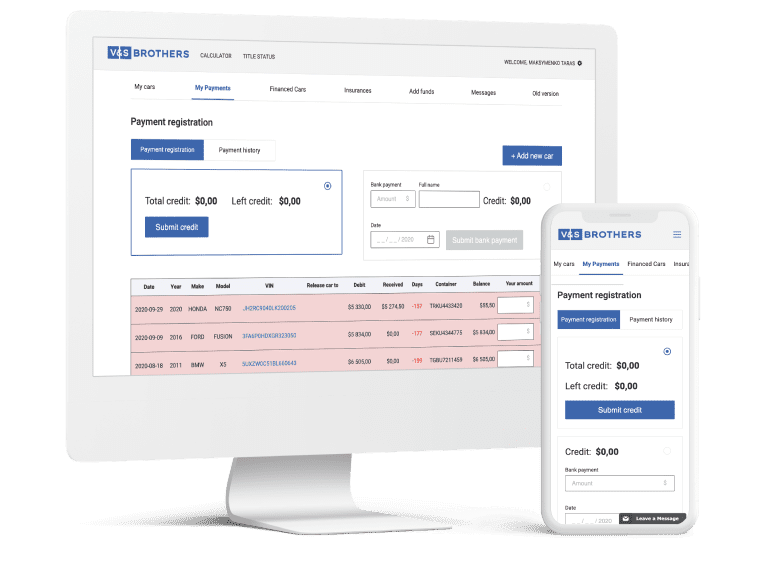 V&S BROTHERS CALCULATOR TITLE STATUS WELCOME, MAKSYMENKO TARAS
My cars My Payments Financed Cars Insurances Add funds Messages Old version
Payment registration
Payment registration Payment history + Add new car
Total credit: $0,00 Left credit: $0,00
Submit credit
Bank payment Full name
Amount $ Credit: $0,00
Date
_ _ / _ _ / 2020 Submit bank payment
Date Year Make Model VIN Release car to Debit Received Days Container Balance Your amount
2020-09-29 2020 HONDA NC750 JH2RC9040LK200205 $5 330,00 $5 274,50 -137 TRKU4433420 $55,50 $
2020-09-09 2016 FORD FUSION 3FA6P0HDXGR323050 $5 834,00 $0,00 -177 SEKU4344775 $5 834,00 $
2020-08-18 2011 BMW X5 5UXZW0C51BL660643 $6 505,00 $0,00 -199 TGBU7211459 $6 505,00 $
V&S BROTHERS
My cars My Payments Financed Cars Insura
Payment registration
Payment registration Payment history
Total credit: $0,00
Left credit: $0,00
Submit credit
Credit: $0,00
Bank payment
Amount $
Date
_ _ / _ _ / 2020
Leave a Message